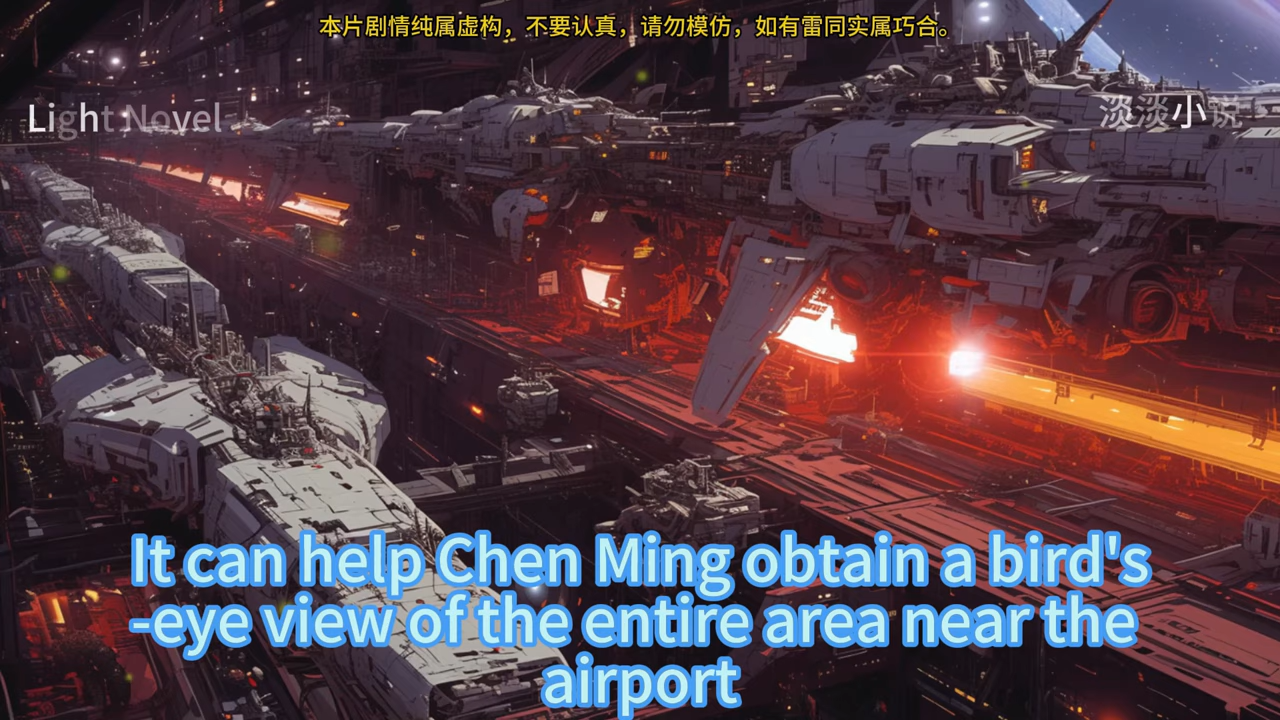 本片剧情纯属虚构，不要认真，请勿模仿，如有雷同实属巧合。
Light Novel
淡淡小说
It can help Chen Ming obtain a bird's
-eye view of the entire area near the
airport